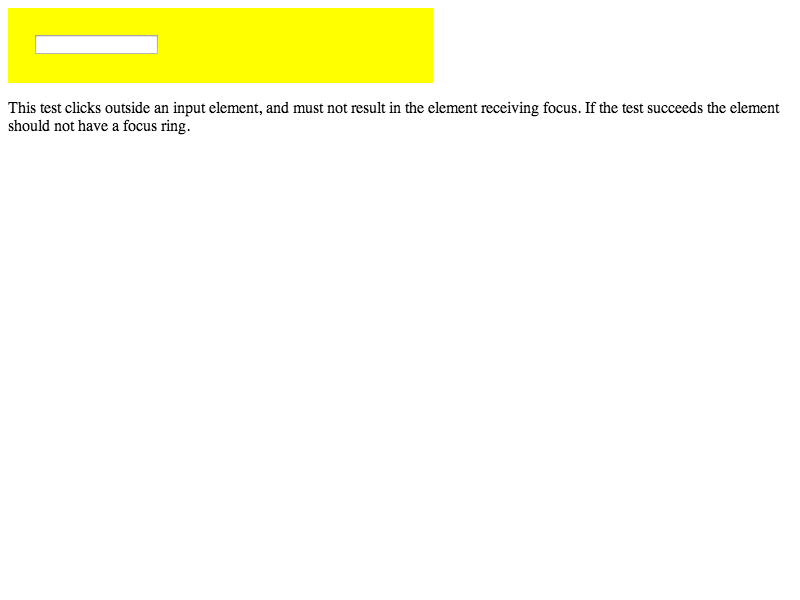 This test clicks outside an input element, and must not result in the element receiving focus. If the test succeeds the element
should not have a focus ring.